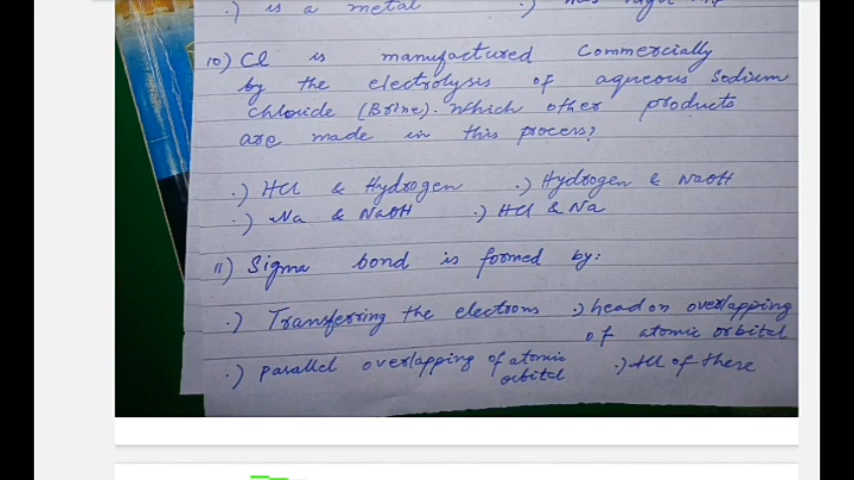 .) is a metal .)
10) Cl is manufactured Commercially
by the electrolysis of aqueous Sodium
chloride (Brine). Which other products
are made in this process?
.) HCl & Hydrogen .) Hydrogen & NaOH
.) Na & NaOH .) HCl & Na
11) Sigma bond is formed by:
.) Transferring the electrons .) head on overlapping
of atomic orbital
.) parallel overlapping of atomic
orbital .) All of these